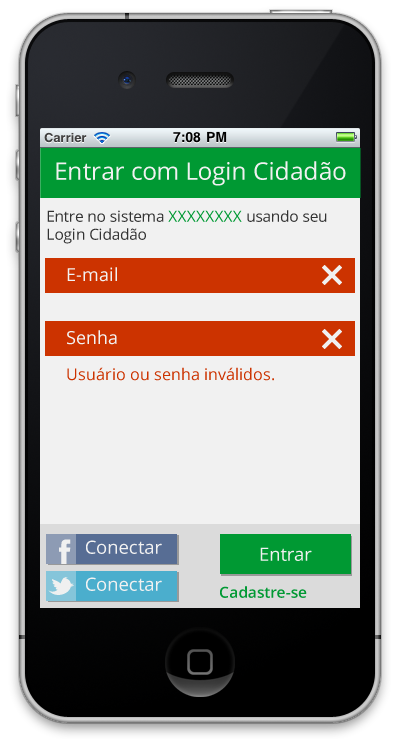 Carrier 7:08 PM
Entrar com Login Cidadão
Entre no sistema XXXXXXXX usando seu
Login Cidadão
E-mail
Senha
Usuário ou senha inválidos.
f Conectar
Entrar
Conectar
Cadastre-se